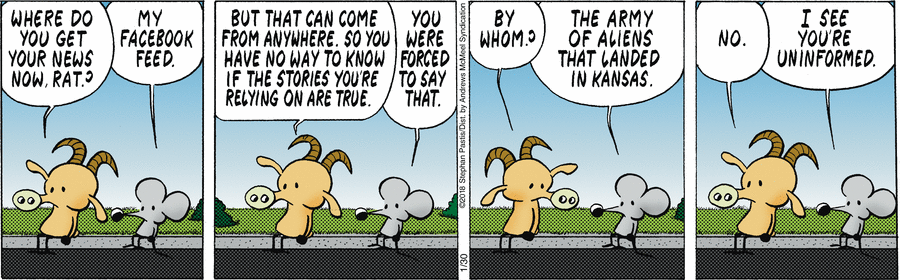 WHERE DO
YOU GET
YOUR NEWS
NOW, RAT?
MY
FACEBOOK
FEED.
BUT THAT CAN COME
FROM ANYWHERE. SO YOU
HAVE NO WAY TO KNOW
IF THE STORIES YOU'RE
RELYING ON ARE TRUE.
YOU
WERE
FORCED
TO SAY
THAT.
©2018 Stephan Pastis/Dist. by Andrews McMeel Syndication
1/30
BY
WHOM?
THE ARMY
OF ALIENS
THAT LANDED
IN KANSAS.
NO.
I SEE
YOU'RE
UNINFORMED.